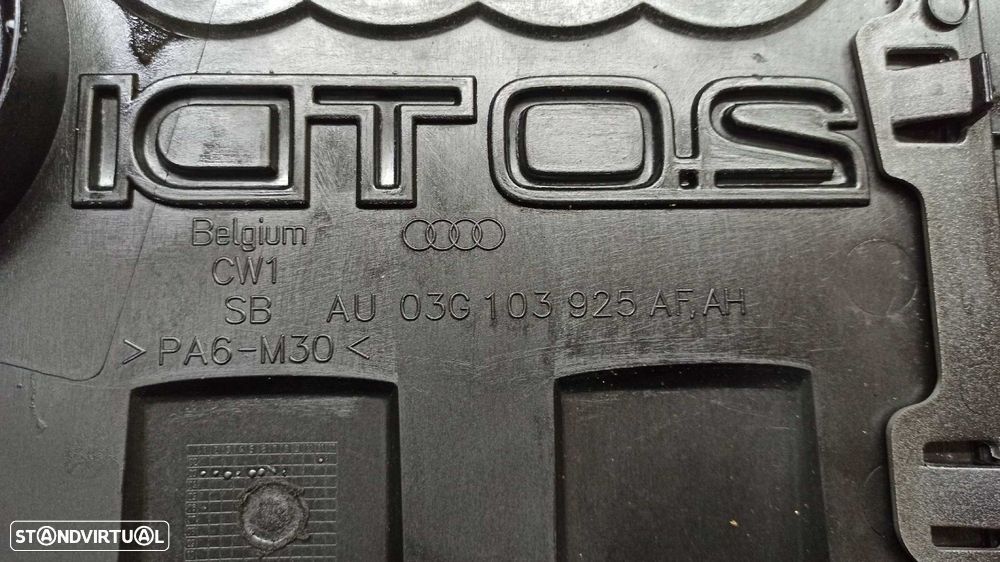 2.0 TDI
Belgium
CW1
SB AU 03G 103 925 AF,AH
>PA6-M30<
STANDVIRTUAL